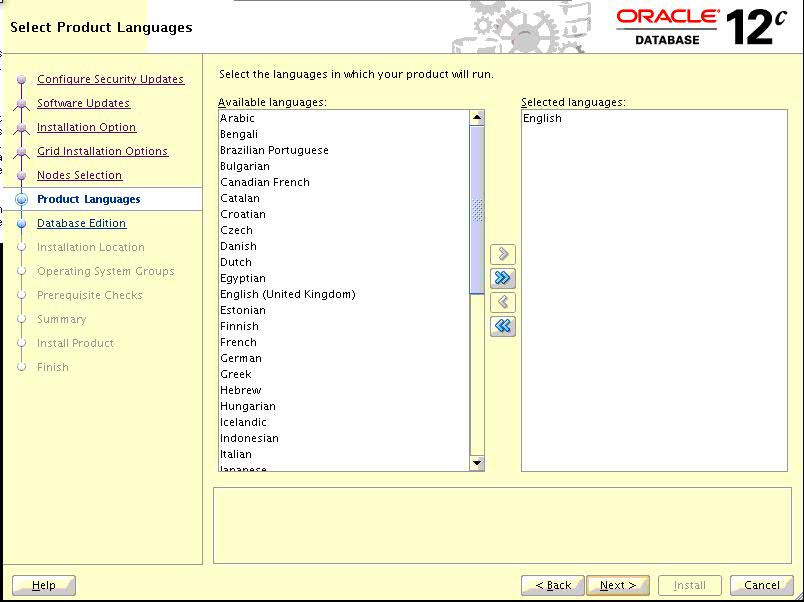 Select Product Languages
ORACLE®
DATABASE
12c
Configure Security Updates
Software Updates
Installation Option
Grid Installation Options
Nodes Selection
Product Languages
Database Edition
Installation Location
Operating System Groups
Prerequisite Checks
Summary
Install Product
Finish
Select the languages in which your product will run.
Available languages:
Arabic
Bengali
Brazilian Portuguese
Bulgarian
Canadian French
Catalan
Croatian
Czech
Danish
Dutch
Egyptian
English (United Kingdom)
Estonian
Finnish
French
German
Greek
Hebrew
Hungarian
Icelandic
Indonesian
Italian
Japanese
Selected languages:
English
Help
< Back
Next >
Install
Cancel